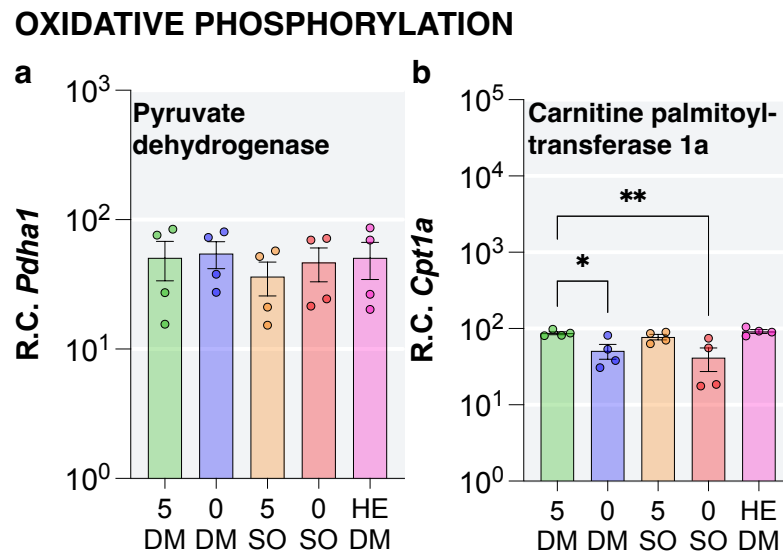 OXIDATIVE PHOSPHORYLATION
a
R.C. Pdha1
10³
10²
10¹
10⁰
Pyruvate
dehydrogenase
5 0 5 0 HE
DM DM SO SO DM
b
R.C. Cpt1a
10⁵
10⁴
10³
10²
10¹
10⁰
Carnitine palmitoyl-
transferase 1a
**
*
5 0 5 0 HE
DM DM SO SO DM